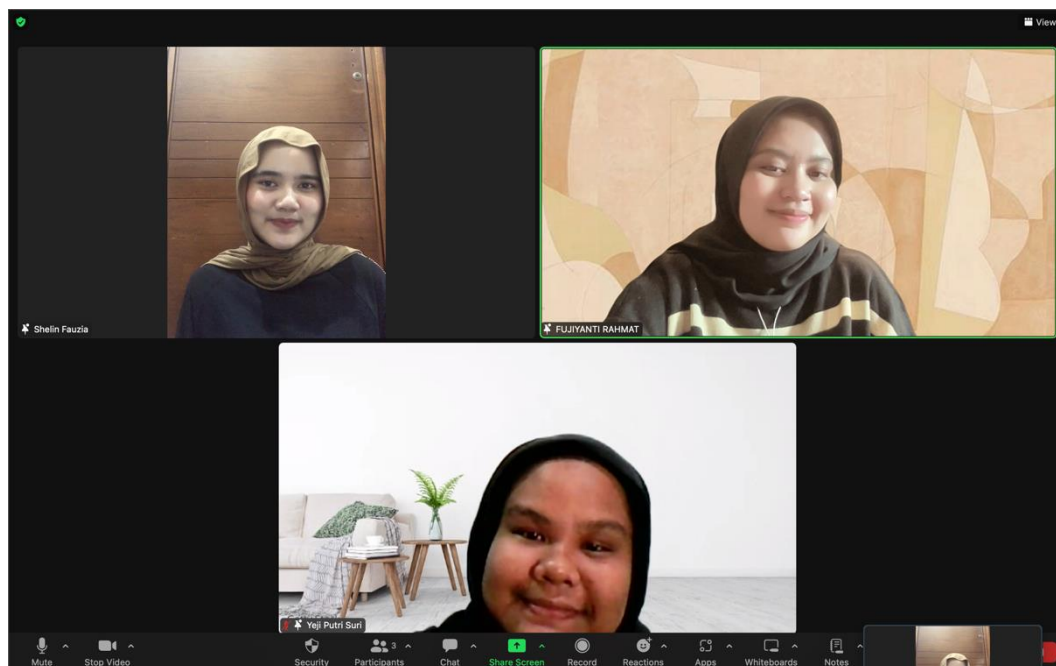 View
Shelin Fauzia
FUJIYANTI RAHMAT
Yeji Putri Suri
Mute
Stop Video
Security
Participants
3
Chat
Share Screen
Record
Reactions
Apps
Whiteboards
Notes